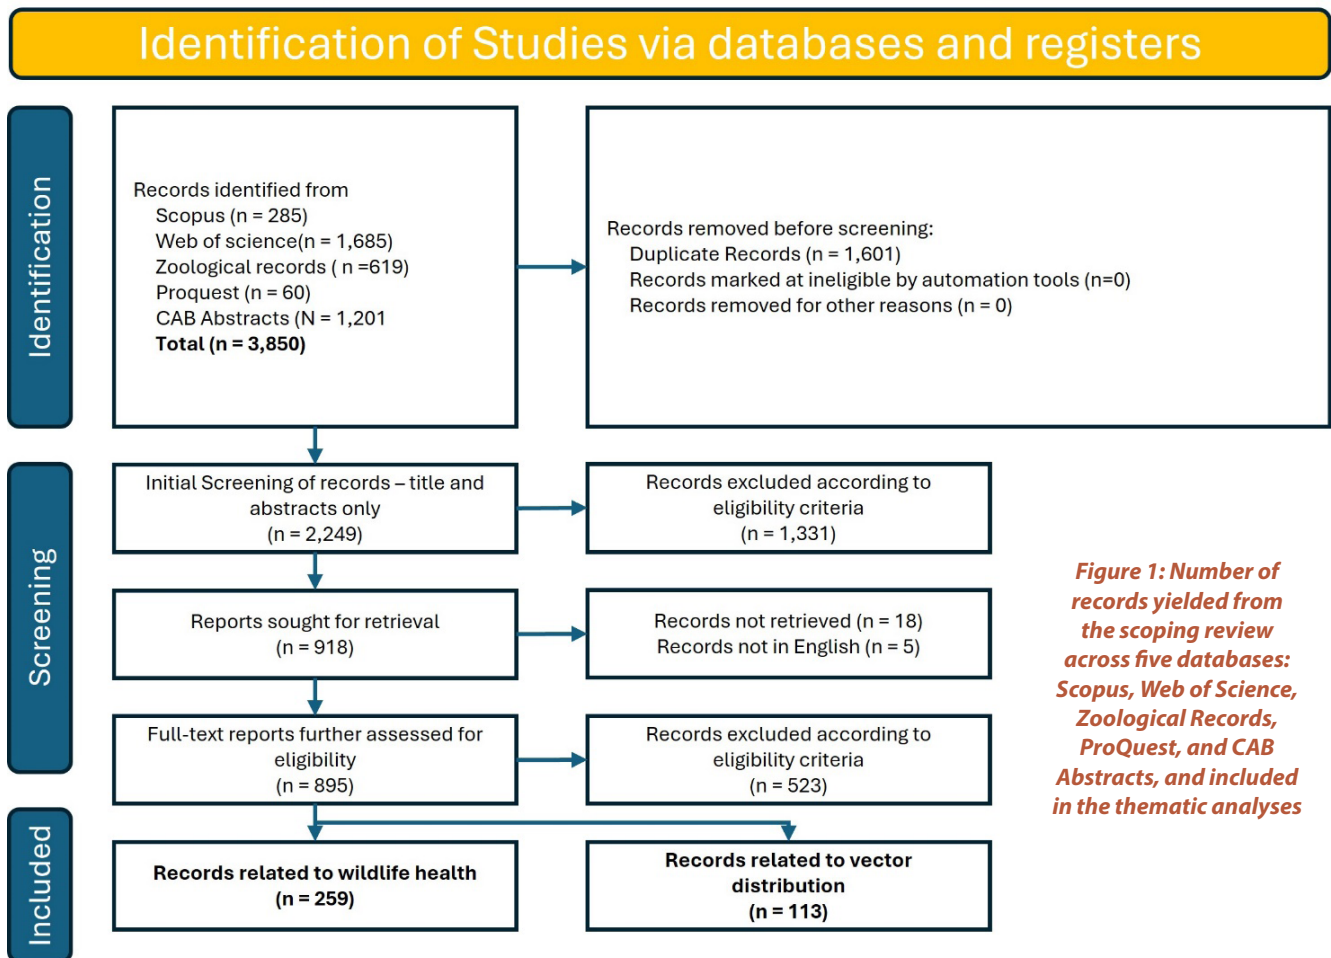 Identification of Studies via databases and registers
Identification
Records identified from
Scopus (n = 285)
Web of science(n = 1,685)
Zoological records ( n =619)
Proquest (n = 60)
CAB Abstracts (N = 1,201
Total (n = 3,850)
Records removed before screening:
Duplicate Records (n = 1,601)
Records marked at ineligible by automation tools (n=0)
Records removed for other reasons (n = 0)
Screening
Initial Screening of records – title and
abstracts only
(n = 2,249)
Records excluded according to
eligibility criteria
(n = 1,331)
Reports sought for retrieval
(n = 918)
Records not retrieved (n = 18)
Records not in English (n = 5)
Full-text reports further assessed for
eligibility
(n = 895)
Records excluded according to
eligibility criteria
(n = 523)
Included
Records related to wildlife health
(n = 259)
Records related to vector
distribution
(n = 113)
Figure 1: Number of
records yielded from
the scoping review
across five databases:
Scopus, Web of Science,
Zoological Records,
ProQuest, and CAB
Abstracts, and included
in the thematic analyses